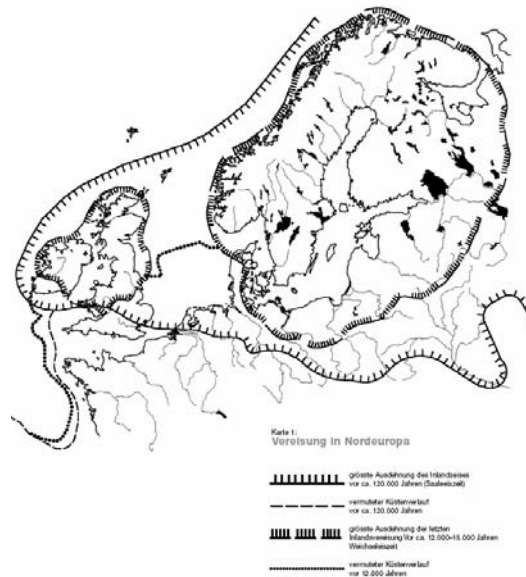 Karte 1:
Vereisung in Nordeuropa
grösste Ausdehnung des Inlandeises
vor ca. 120.000 Jahren (Saaleeiszeit)
vermuteter Küstenverlauf
vor ca. 120.000 Jahren
grösste Ausdehnung der letzten
Inlandsvereisung Vor ca. 12.000-15.000 Jahren
Weichseleiszeit
vermuteter Küstenverlauf
vor 12.000 Jahren